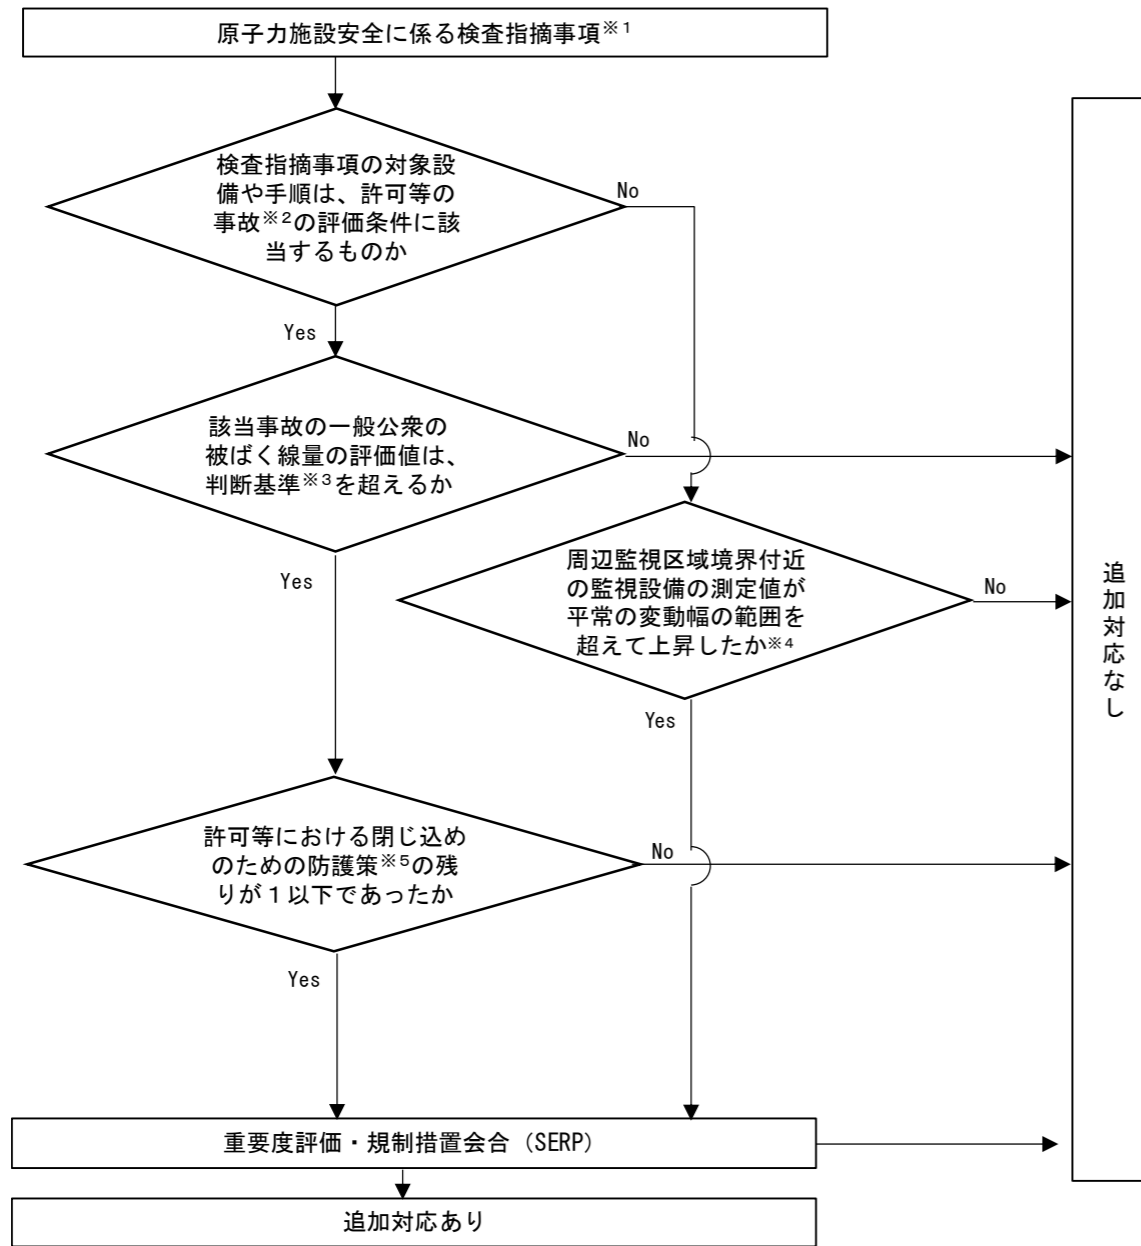 原子力施設安全に係る検査指摘事項※1
検査指摘事項の対象設
備や手順は、許可等の
事故※2の評価条件に該
当するものか
No
Yes
該当事故の一般公衆の
被ばく線量の評価値は、
判断基準※3を超えるか
No
Yes
周辺監視区域境界付近
の監視設備の測定値が
平常の変動幅の範囲を
超えて上昇したか※4
No
Yes
許可等における閉じ込め
のための防護策※5の残
りが1以下であったか
No
Yes
重要度評価・規制措置会合（SERP）
追加対応あり
追加対応なし